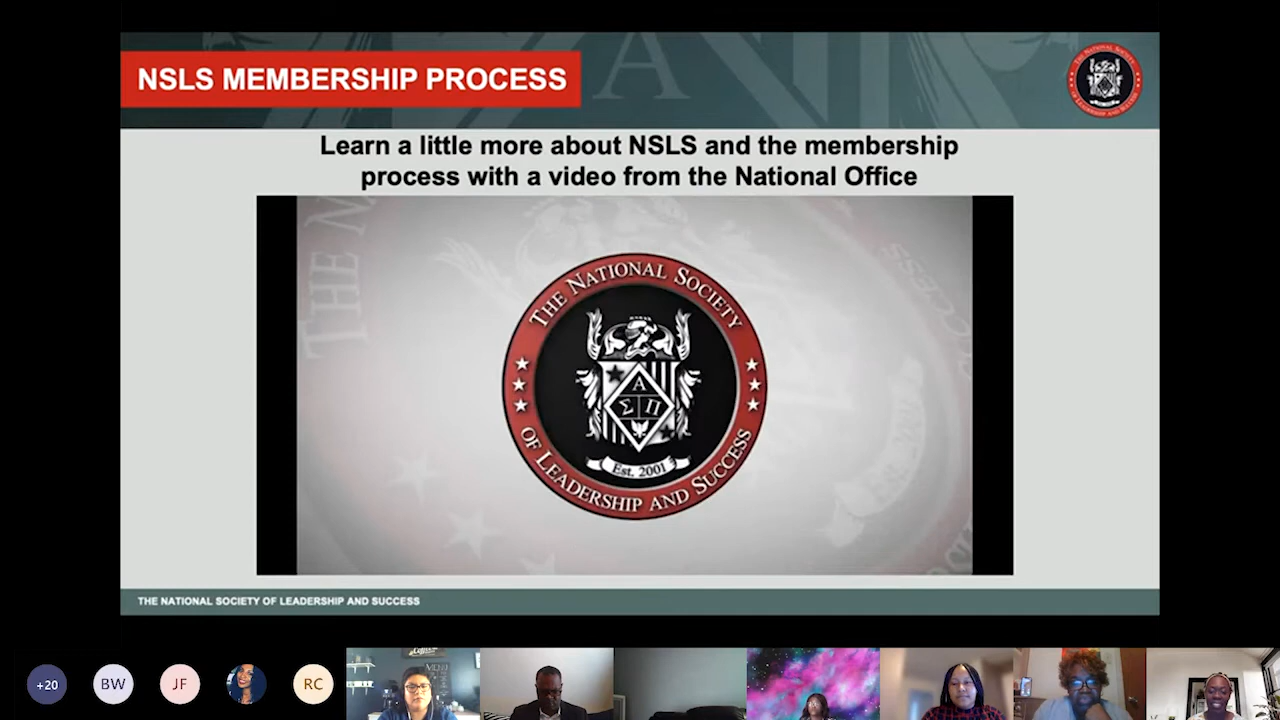 NSLS MEMBERSHIP PROCESS
Learn a little more about NSLS and the membership
process with a video from the National Office
THE NATIONAL SOCIETY
A
Σ Π
Est. 2001
OF LEADERSHIP AND SUCCESS
THE NATIONAL SOCIETY OF LEADERSHIP AND SUCCESS
+20
BW
JF
RC